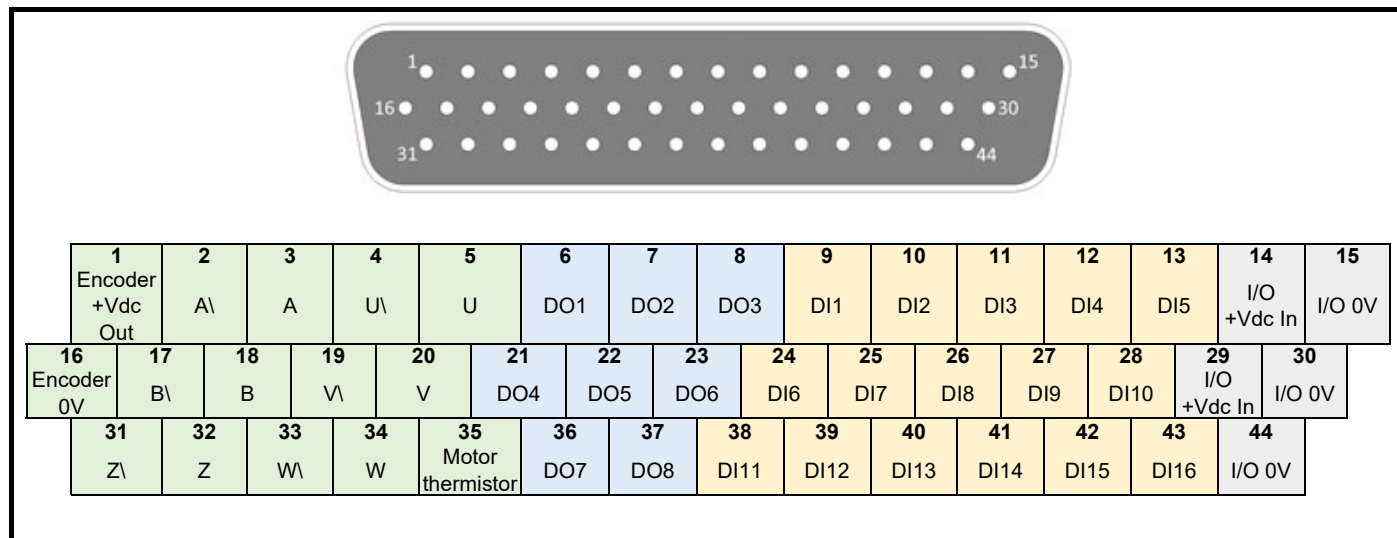 1 15
16 30
31 44
1 2 3 4 5 6 7 8 9 10 11 12 13 14 15
Encoder +Vdc Out A\ A U\ U DO1 DO2 DO3 DI1 DI2 DI3 DI4 DI5 I/O +Vdc In I/O 0V
16 17 18 19 20 21 22 23 24 25 26 27 28 29 30
Encoder 0V B\ B V\ V DO4 DO5 DO6 DI6 DI7 DI8 DI9 DI10 I/O +Vdc In I/O 0V
31 32 33 34 35 36 37 38 39 40 41 42 43 44
Z\ Z W\ W Motor thermistor DO7 DO8 DI11 DI12 DI13 DI14 DI15 DI16 I/O 0V